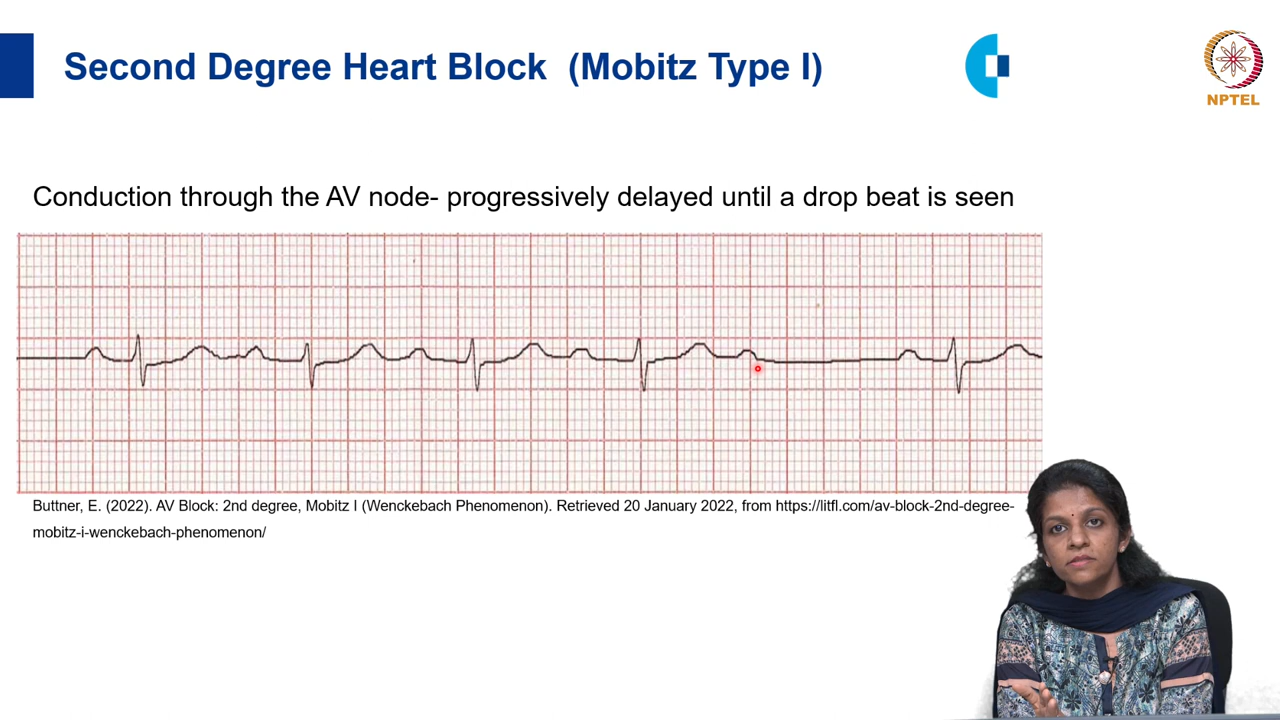 Second Degree Heart Block (Mobitz Type I)
NPTEL
Conduction through the AV node- progressively delayed until a drop beat is seen
Buttner, E. (2022). AV Block: 2nd degree, Mobitz I (Wenckebach Phenomenon). Retrieved 20 January 2022, from https://litfl.com/av-block-2nd-degree-
mobitz-i-wenckebach-phenomenon/